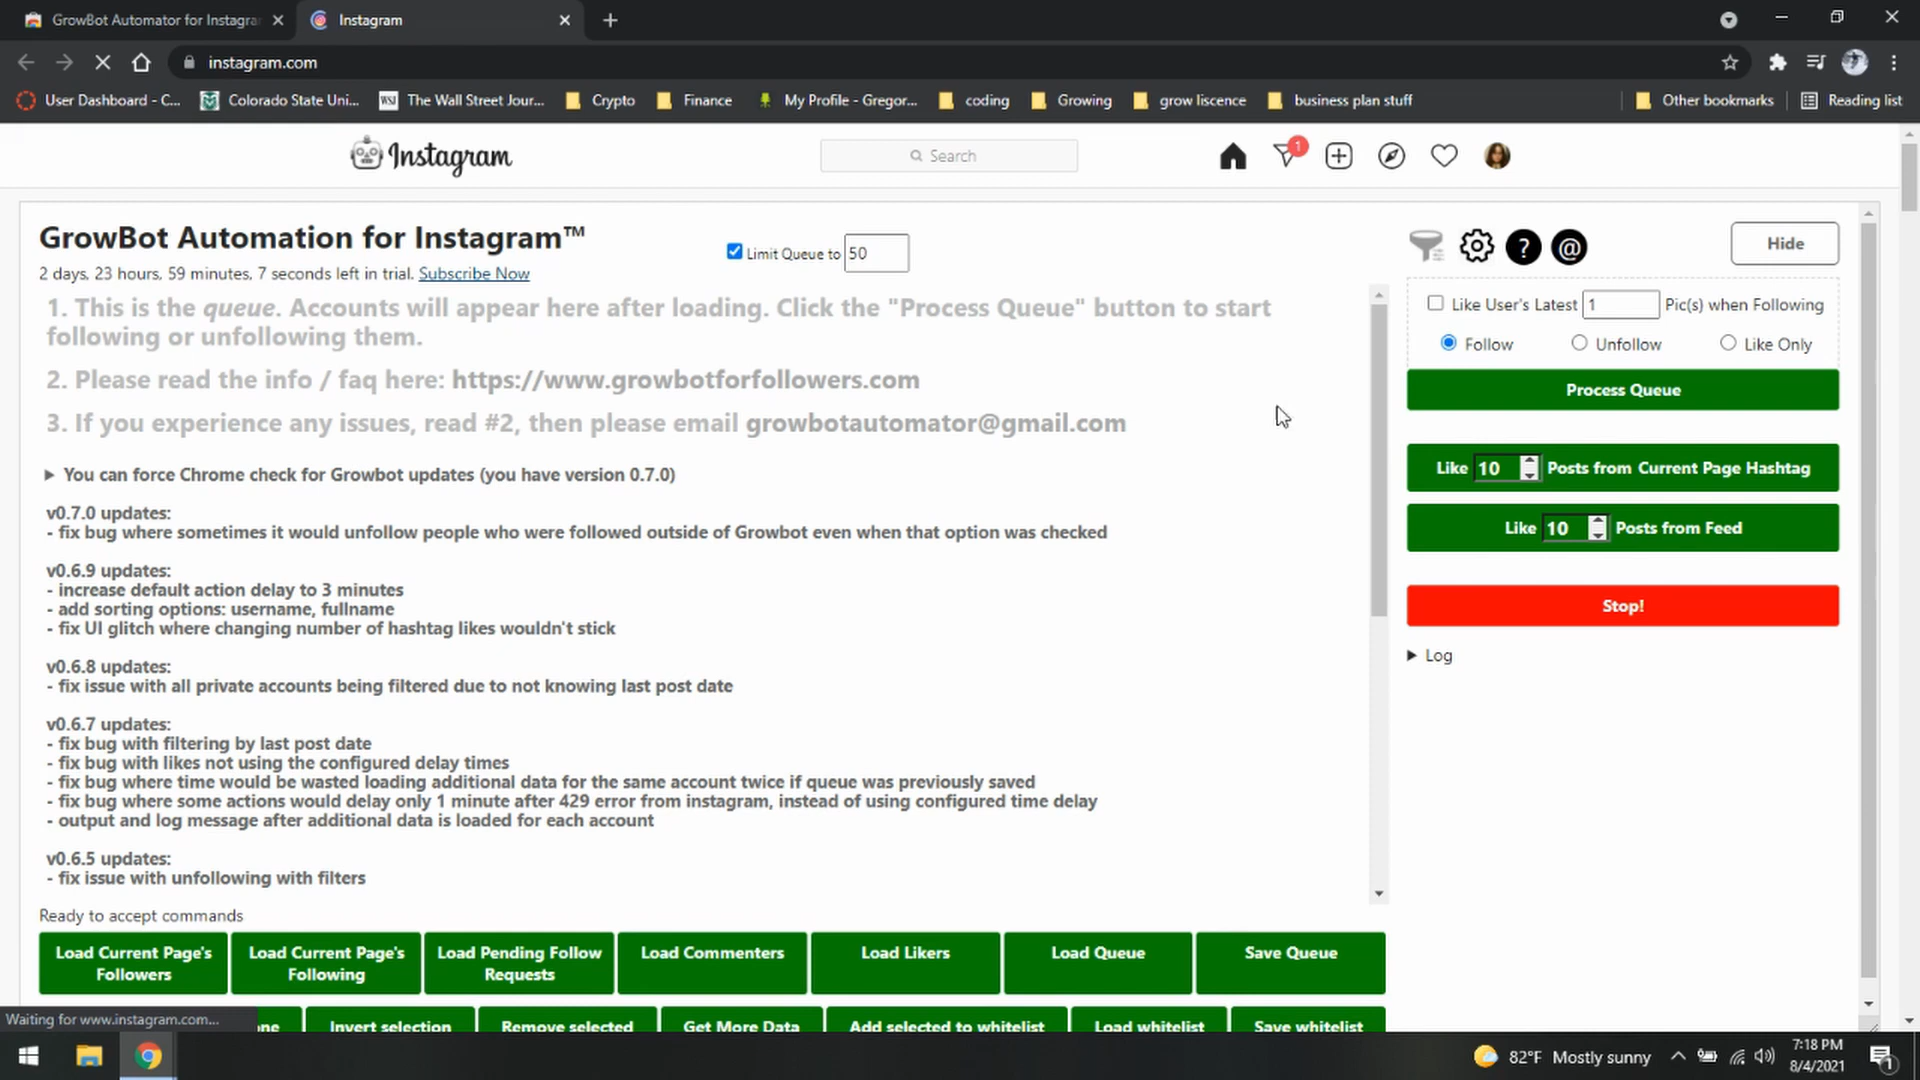 GrowBot Automator for Instagra
Instagram
instagram.com
User Dashboard - C...
Colorado State Uni...
WSJ
The Wall Street Jour...
Crypto
Finance
My Profile - Gregor...
coding
Growing
grow liscence
business plan stuff
Other bookmarks
Reading list
Instagram
Search
1
GrowBot Automation for Instagram™
2 days, 23 hours, 59 minutes, 7 seconds left in trial. Subscribe Now
Limit Queue to 50
Hide
1. This is the queue. Accounts will appear here after loading. Click the "Process Queue" button to start
following or unfollowing them.
2. Please read the info / faq here: https://www.growbotforfollowers.com
3. If you experience any issues, read #2, then please email growbotautomator@gmail.com
You can force Chrome check for Growbot updates (you have version 0.7.0)
v0.7.0 updates:
- fix bug where sometimes it would unfollow people who were followed outside of Growbot even when that option was checked
v0.6.9 updates:
- increase default action delay to 3 minutes
- add sorting options: username, fullname
- fix UI glitch where changing number of hashtag likes wouldn't stick
v0.6.8 updates:
- fix issue with all private accounts being filtered due to not knowing last post date
v0.6.7 updates:
- fix bug with filtering by last post date
- fix bug with likes not using the configured delay times
- fix bug where time would be wasted loading additional data for the same account twice if queue was previously saved
- fix bug where some actions would delay only 1 minute after 429 error from instagram, instead of using configured time delay
- output and log message after additional data is loaded for each account
v0.6.5 updates:
- fix issue with unfollowing with filters
? @
Like User's Latest 1 Pic(s) when Following
Follow
Unfollow
Like Only
Process Queue
Like 10 Posts from Current Page Hashtag
Like 10 Posts from Feed
Stop!
Log
Ready to accept commands
Load Current Page's
Followers
Load Current Page's
Following
Load Pending Follow
Requests
Load Commenters
Load Likers
Load Queue
Save Queue
Waiting for www.instagram.com...
one
Invert selection
Remove selected
Get More Data
Add selected to whitelist
Load whitelist
Save whitelist
82°F Mostly sunny
7:18 PM
8/4/2021
1